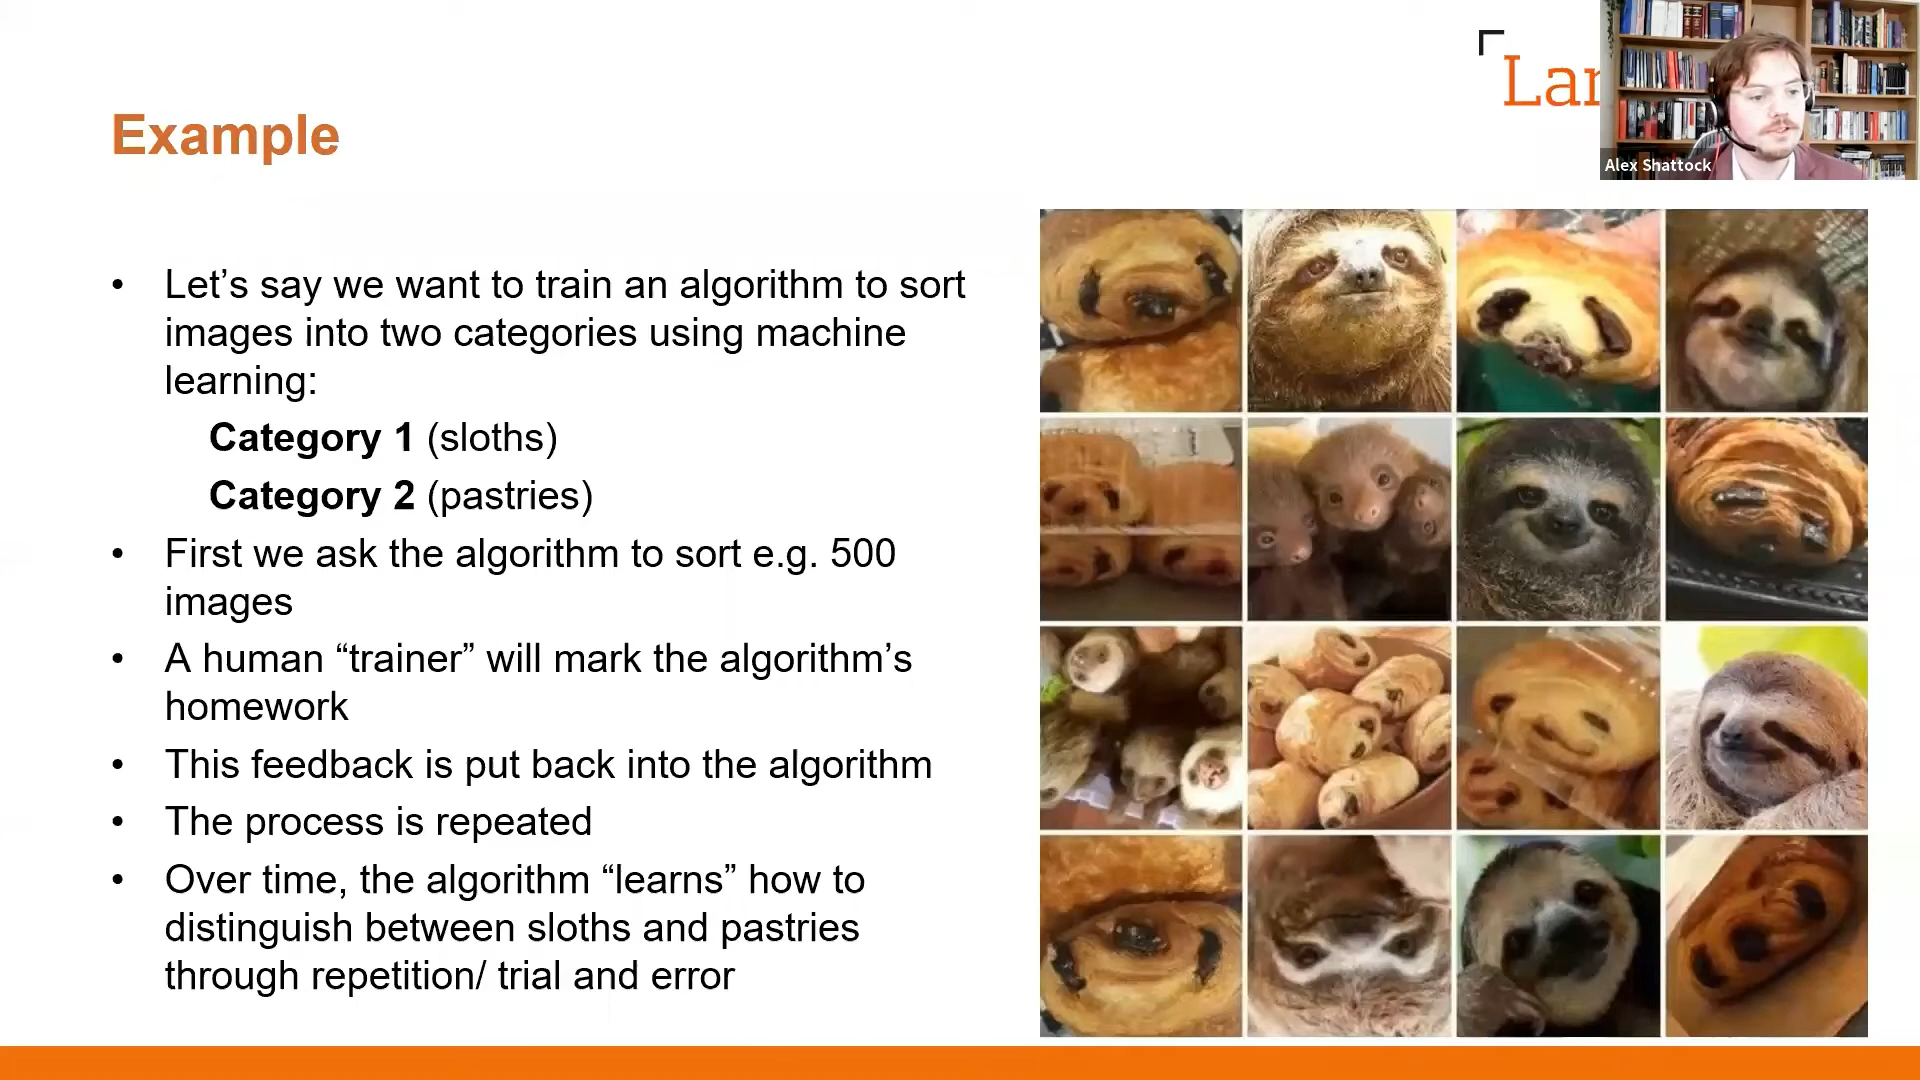 Example
Lar
Alex Shattock
• Let’s say we want to train an algorithm to sort
images into two categories using machine
learning:
Category 1 (sloths)
Category 2 (pastries)
• First we ask the algorithm to sort e.g. 500
images
• A human “trainer” will mark the algorithm’s
homework
• This feedback is put back into the algorithm
• The process is repeated
• Over time, the algorithm “learns” how to
distinguish between sloths and pastries
through repetition/ trial and error